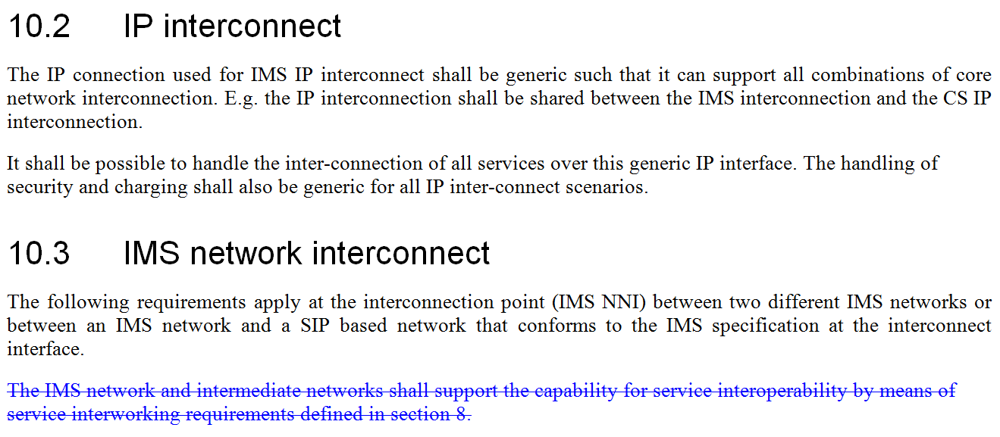 10.2 IP interconnect
The IP connection used for IMS IP interconnect shall be generic such that it can support all combinations of core
network interconnection. E.g. the IP interconnection shall be shared between the IMS interconnection and the CS IP
interconnection.
It shall be possible to handle the inter-connection of all services over this generic IP interface. The handling of
security and charging shall also be generic for all IP inter-connect scenarios.
10.3 IMS network interconnect
The following requirements apply at the interconnection point (IMS NNI) between two different IMS networks or
between an IMS network and a SIP based network that conforms to the IMS specification at the interconnect
interface.
The IMS network and intermediate networks shall support the capability for service interoperability by means of
service interworking requirements defined in section 8.